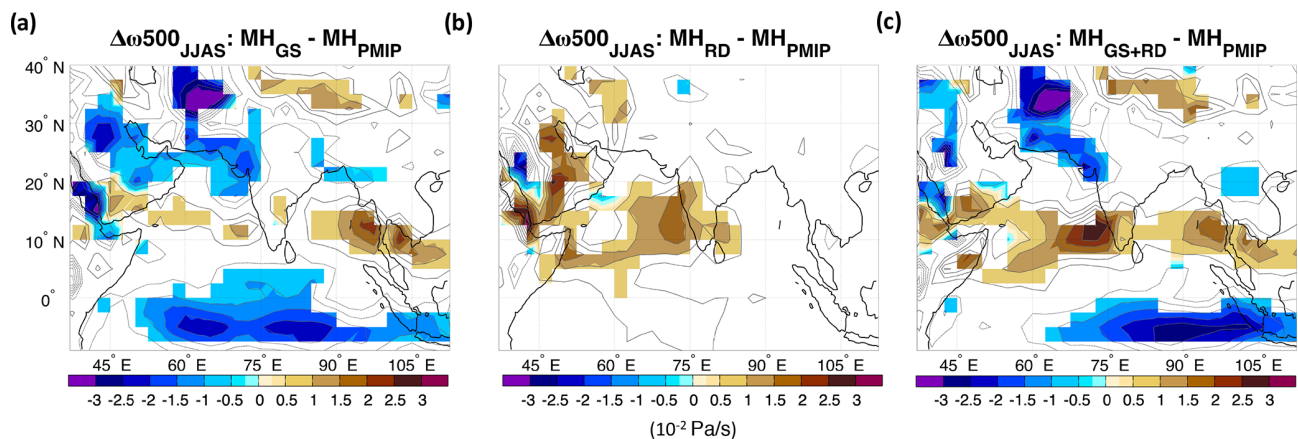 (a) (b) (c)
Δω500JJAS: MHGS - MHPMIP Δω500JJAS: MHRD - MHPMIP Δω500JJAS: MHGS+RD - MHPMIP
40° N
30° N
20° N
10° N
0°
45° E 60° E 75° E 90° E 105° E 45° E 60° E 75° E 90° E 105° E 45° E 60° E 75° E 90° E 105° E
-3 -2.5 -2 -1.5 -1 -0.5 0 0.5 1 1.5 2 2.5 3 -3 -2.5 -2 -1.5 -1 -0.5 0 0.5 1 1.5 2 2.5 3 -3 -2.5 -2 -1.5 -1 -0.5 0 0.5 1 1.5 2 2.5 3
(10-2 Pa/s)